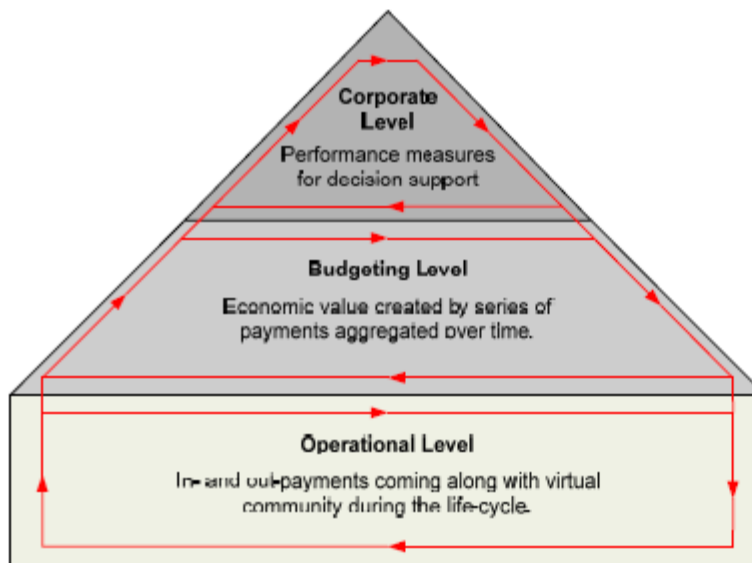 Corporate
Level
Performance measures
for decision support
Budgeting Level
Economic value created by series of
payments aggregated over time.
Operational Level
In- and out-payments coming along with virtual
community during the life-cycle.